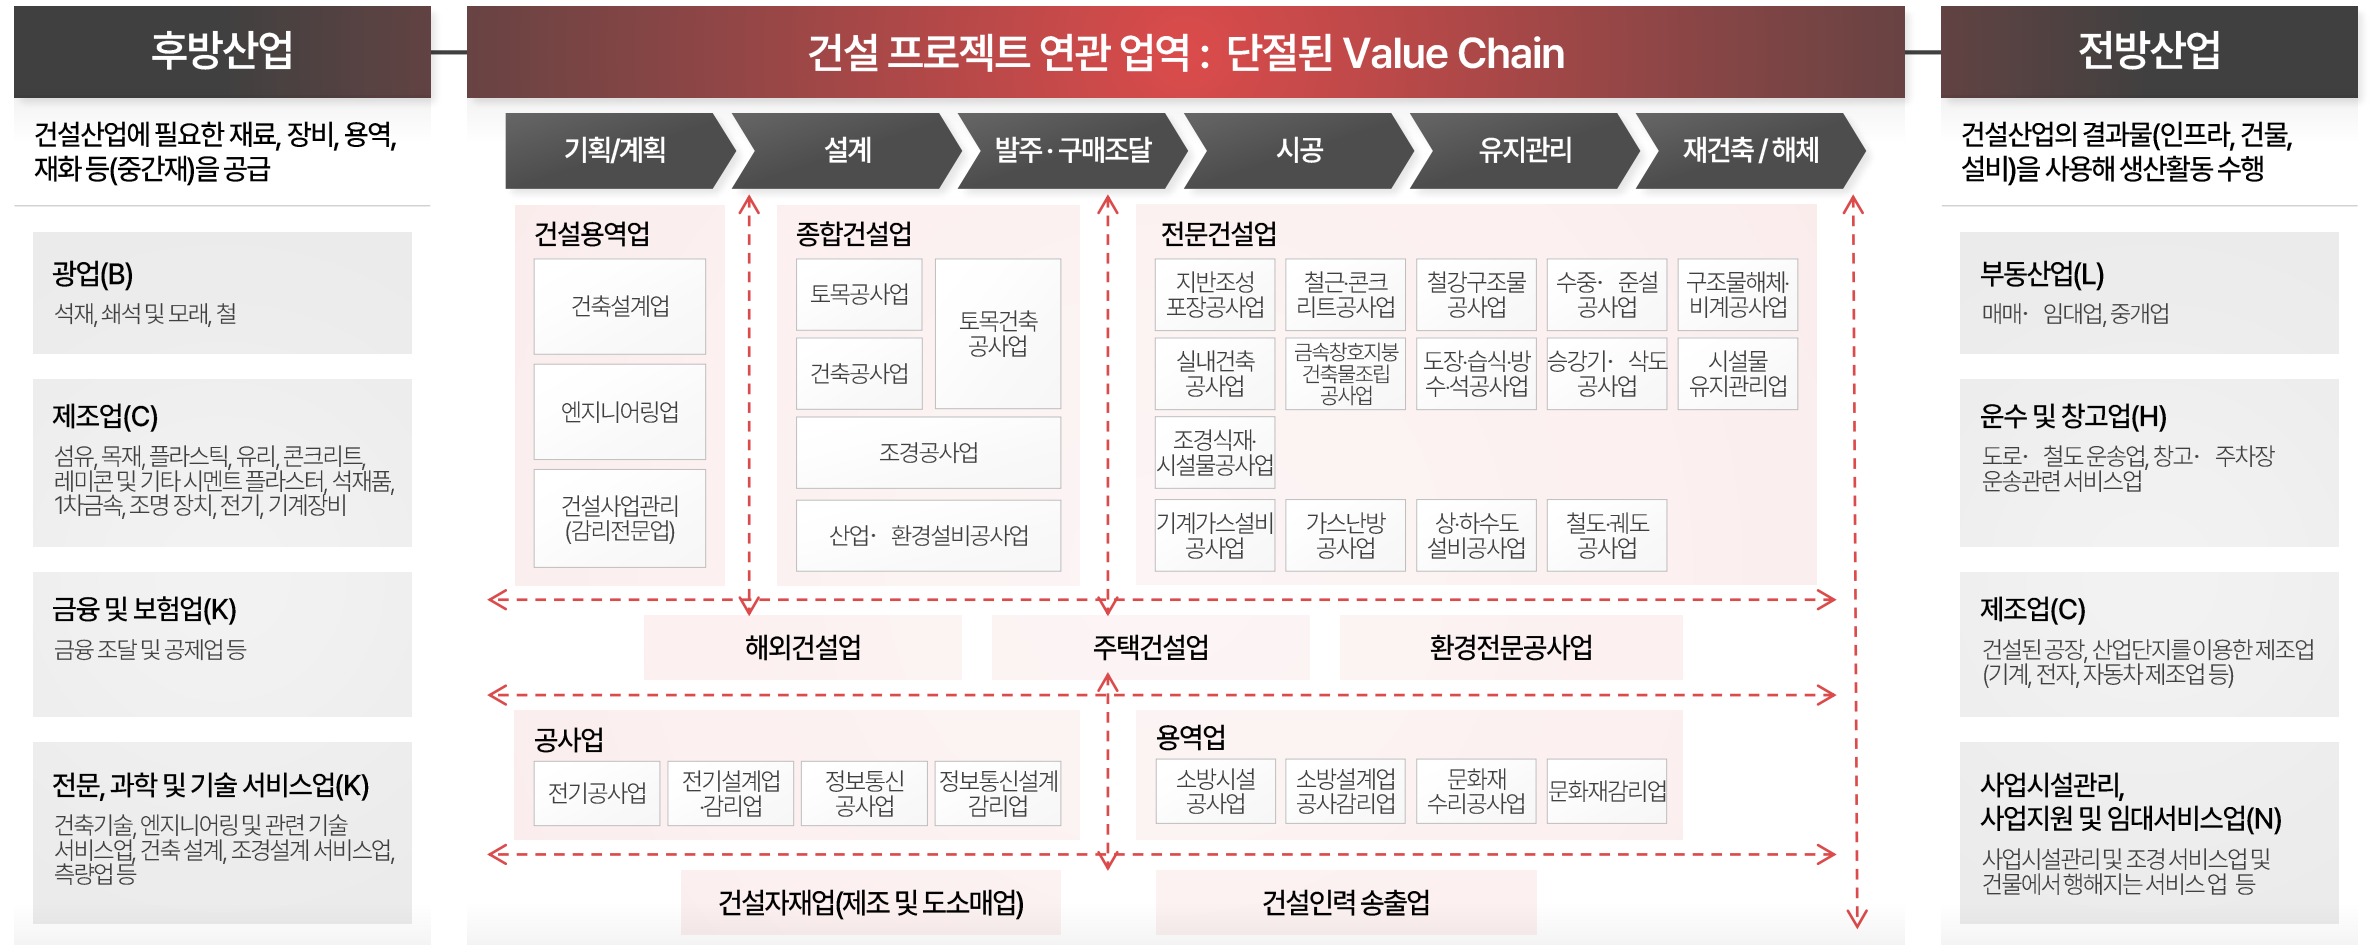 후방산업
건설산업에 필요한 재료, 장비, 용역,
재화 등(중간재)을 공급
광업(B)
석재, 쇄석 및 모래, 철
제조업(C)
섬유, 목재, 플라스틱, 유리, 콘크리트,
레미콘 및 기타 시멘트 플라스터, 석재품,
1차금속, 조명 장치, 전기, 기계장비
금융 및 보험업(K)
금융 조달 및 공제업 등
전문, 과학 및 기술 서비스업(K)
건축기술, 엔지니어링 및 관련 기술
서비스업, 건축 설계, 조경설계 서비스업,
측량업 등
건설 프로젝트 연관 업역 : 단절된 Value Chain
기획/계획
설계
발주 · 구매조달
시공
유지관리
재건축 / 해체
건설용역업
건축설계업
엔지니어링업
건설사업관리
(감리전문업)
종합건설업
토목공사업
건축공사업
토목건축
공사업
조경공사업
산업· 환경설비공사업
전문건설업
지반조성
포장공사업
철근·콘크
리트공사업
철강구조물
공사업
수중· 준설
공사업
구조물해체·
비계공사업
실내건축
공사업
금속창호지붕
건축물조립
공사업
도장·습식·방
수·석공사업
승강기· 삭도
공사업
시설물
유지관리업
조경식재·
시설물공사업
기계가스설비
공사업
가스난방
공사업
상·하수도
설비공사업
철도·궤도
공사업
해외건설업
주택건설업
환경전문공사업
공사업
전기공사업
전기설계업
·감리업
정보통신
공사업
정보통신설계
감리업
용역업
소방시설
공사업
소방설계업
공사감리업
문화재
수리공사업
문화재감리업
건설자재업(제조 및 도소매업)
건설인력 송출업
전방산업
건설산업의 결과물(인프라, 건물,
설비)을 사용해 생산활동 수행
부동산업(L)
매매· 임대업, 중개업
운수 및 창고업(H)
도로· 철도 운송업, 창고· 주차장
운송관련 서비스업
제조업(C)
건설된 공장, 산업단지를 이용한 제조업
(기계, 전자, 자동차 제조업 등)
사업시설관리,
사업지원 및 임대서비스업(N)
사업시설관리 및 조경 서비스업 및
건물에서 행해지는 서비스 업 등